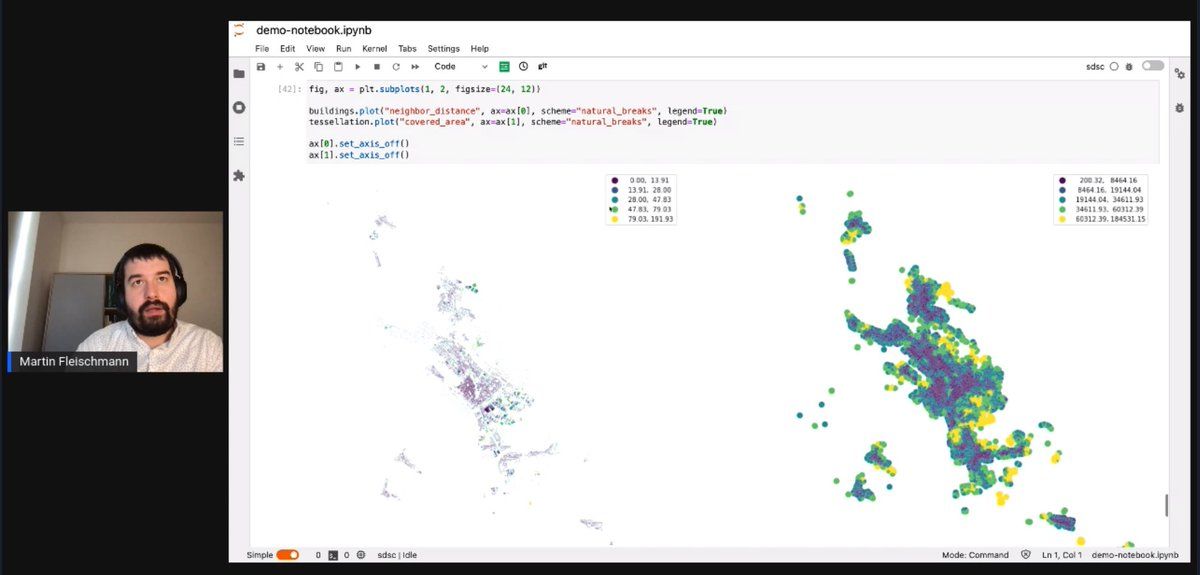 demo-notebook.ipynb
File Edit View Run Kernel Tabs Settings Help
Code
git
sdsc
[42]: fig, ax = plt.subplots(1, 2, figsize=(24, 12))
buildings.plot("neighbor_distance", ax=ax[0], scheme="natural_breaks", legend=True)
tessellation.plot("covered_area", ax=ax[1], scheme="natural_breaks", legend=True)
ax[0].set_axis_off()
ax[1].set_axis_off()
0.00, 13.91
13.91, 28.00
28.00, 47.83
47.83, 79.03
79.03, 191.93
200.32, 8464.16
8464.16, 19144.04
19144.04, 34611.93
34611.93, 60312.39
60312.39, 184531.15
Martin Fleischmann
Simple 0 0 sdsc | Idle Mode: Command Ln 1, Col 1 demo-notebook.ipynb